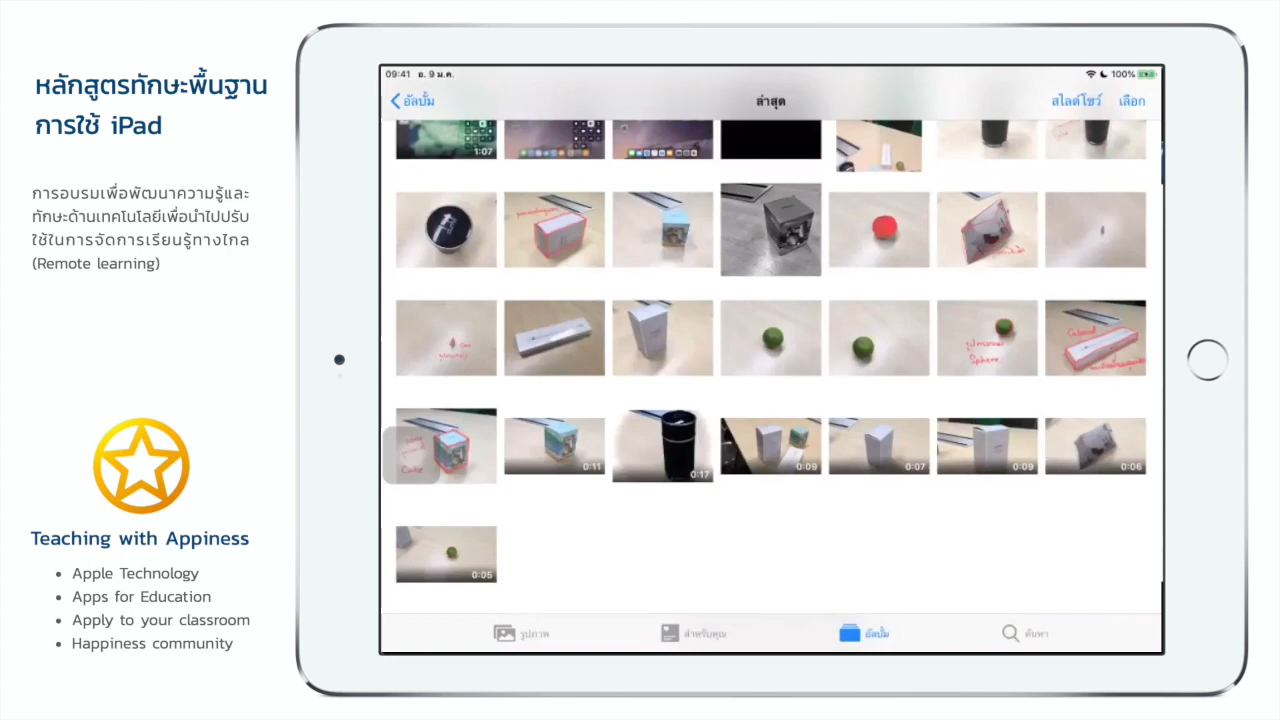 หลักสูตรทักษะพื้นฐาน
การใช้ iPad
การอบรมเพื่อพัฒนาความรู้และ
ทักษะด้านเทคโนโลยีเพื่อนำไปปรับ
ใช้ในการจัดการเรียนรู้ทางไกล
(Remote learning)
Teaching with Appiness
• Apple Technology
• Apps for Education
• Apply to your classroom
• Happiness community
09:41 อ. 9 ม.ค.
100%
อัลบั้ม
ล่าสุด
สไลด์โชว์ เลือก
1:07
Sphere
Cuboid
Cube
0:11
0:17
0:09
0:07
0:09
0:06
0:05
รูปภาพ
สำหรับคุณ
อัลบั้ม
ค้นหา